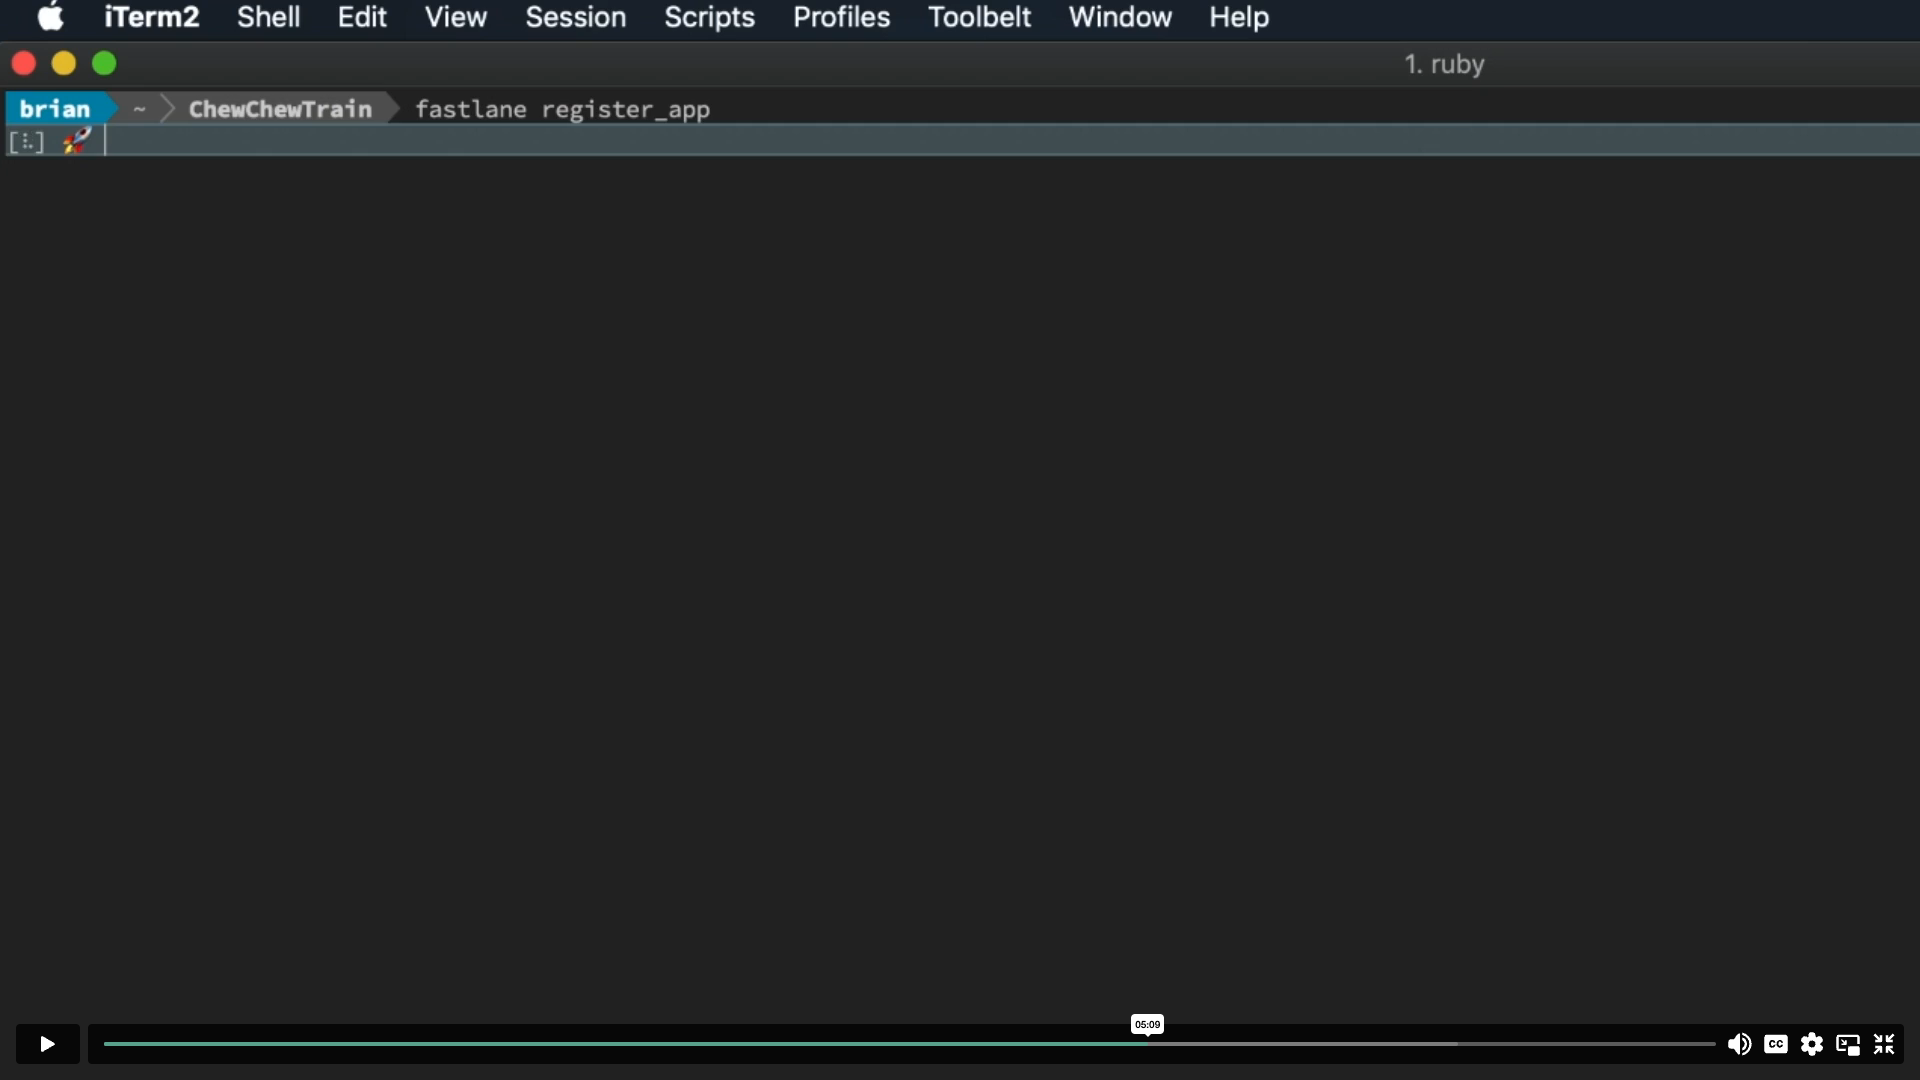 iTerm2 Shell Edit View Session Scripts Profiles Toolbelt Window Help
1. ruby
brian ~ ChewChewTrain fastlane register_app
[⠧] 🚀
05:09
CC